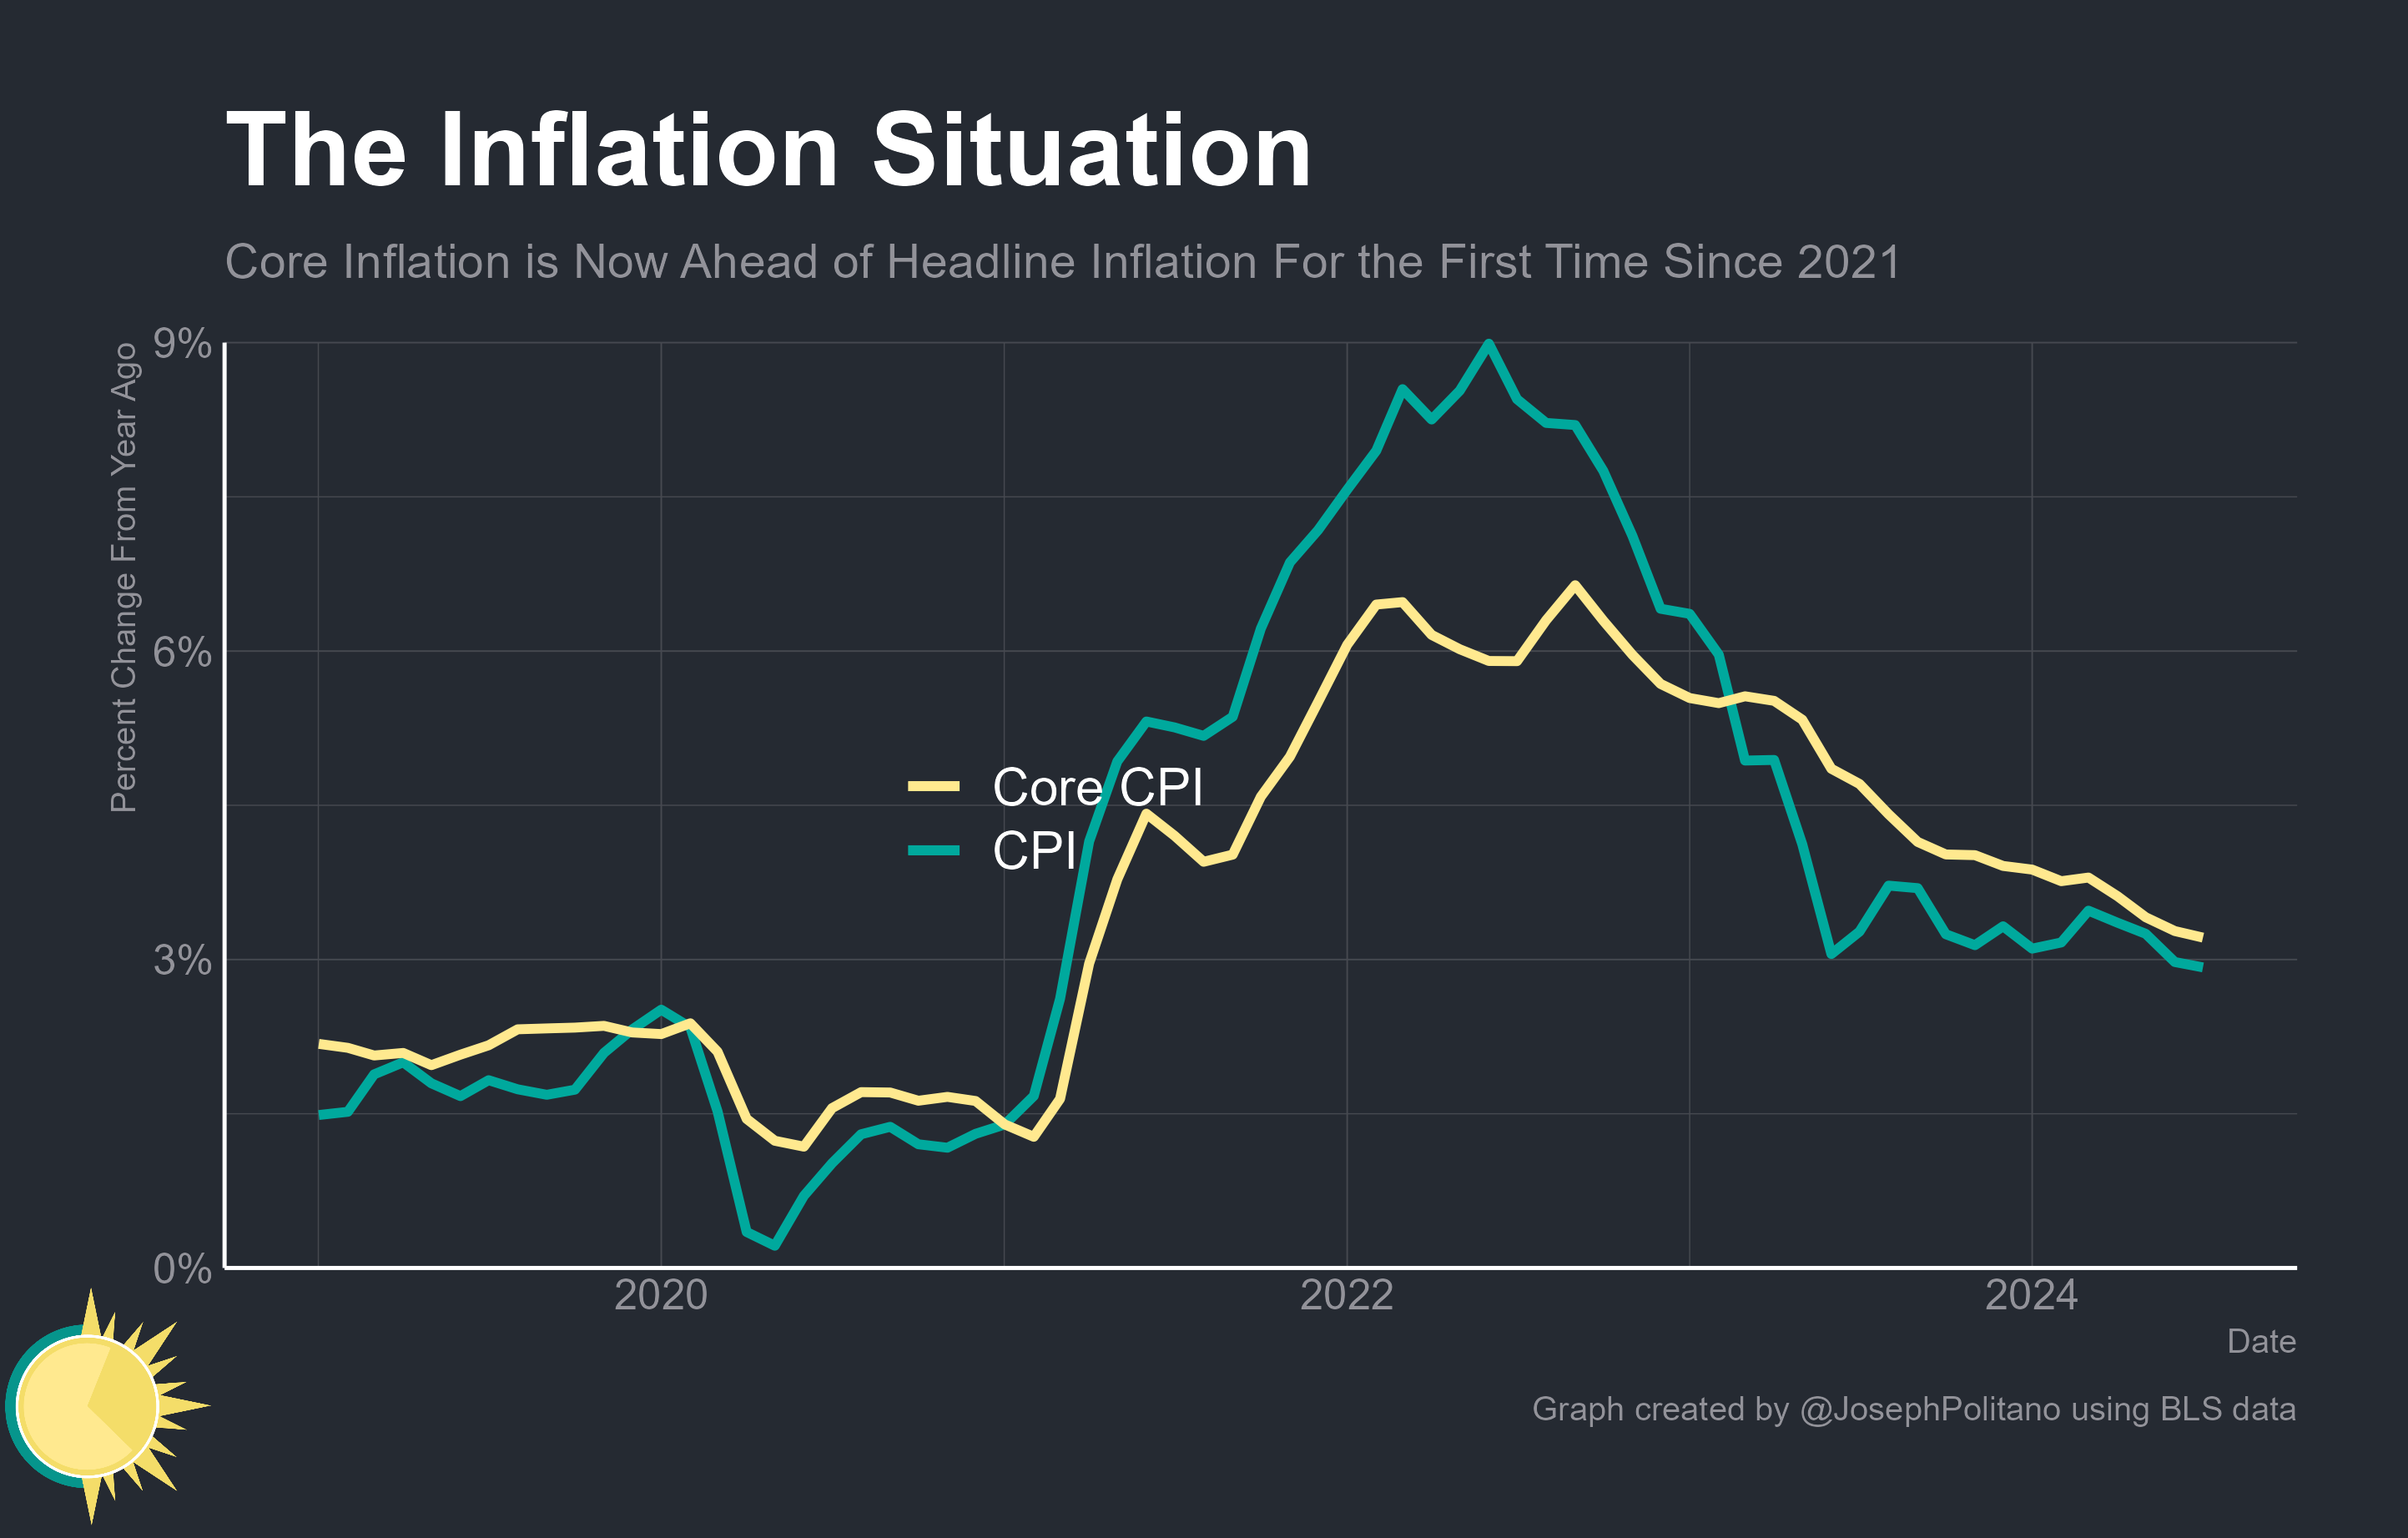 The Inflation Situation
Core Inflation is Now Ahead of Headline Inflation For the First Time Since 2021
Percent Change From Year Ago
9%
6%
3%
0%
Core CPI
CPI
2020
2022
2024
Date
Graph created by @JosephPolitano using BLS data